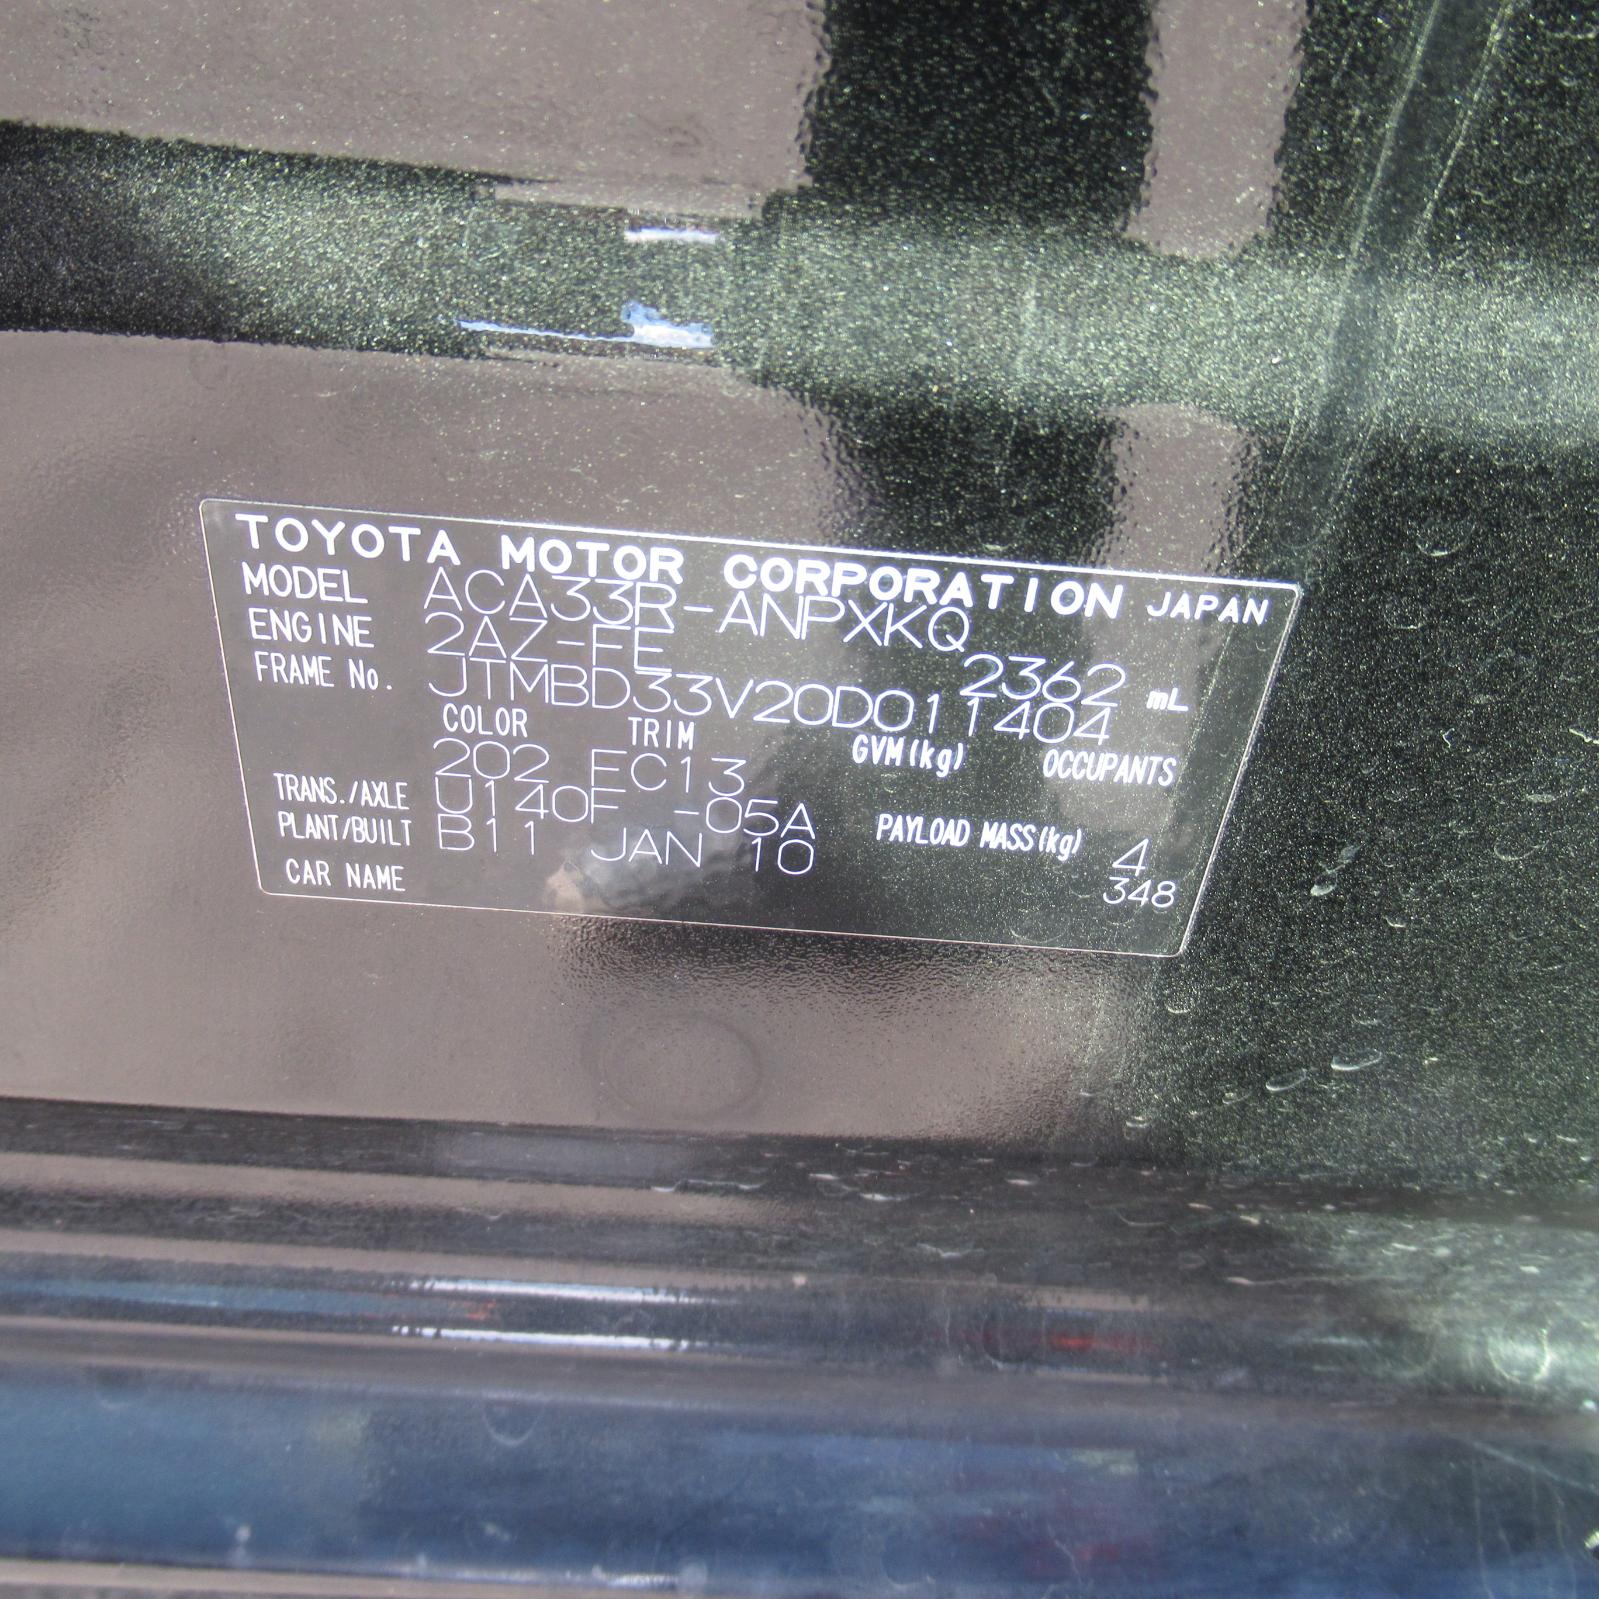 TOYOTA MOTOR CORPORATION JAPAN
MODEL ACA33R-ANPXKQ
ENGINE 2AZ-FE 2362 mL
FRAME No. JTMBD33V20D011404
COLOR TRIM GVM(kg) OCCUPANTS
202 FC13
TRANS./AXLE U140F -05A PAYLOAD MASS(kg) 4
PLANT/BUILT B11 JAN 10 348
CAR NAME